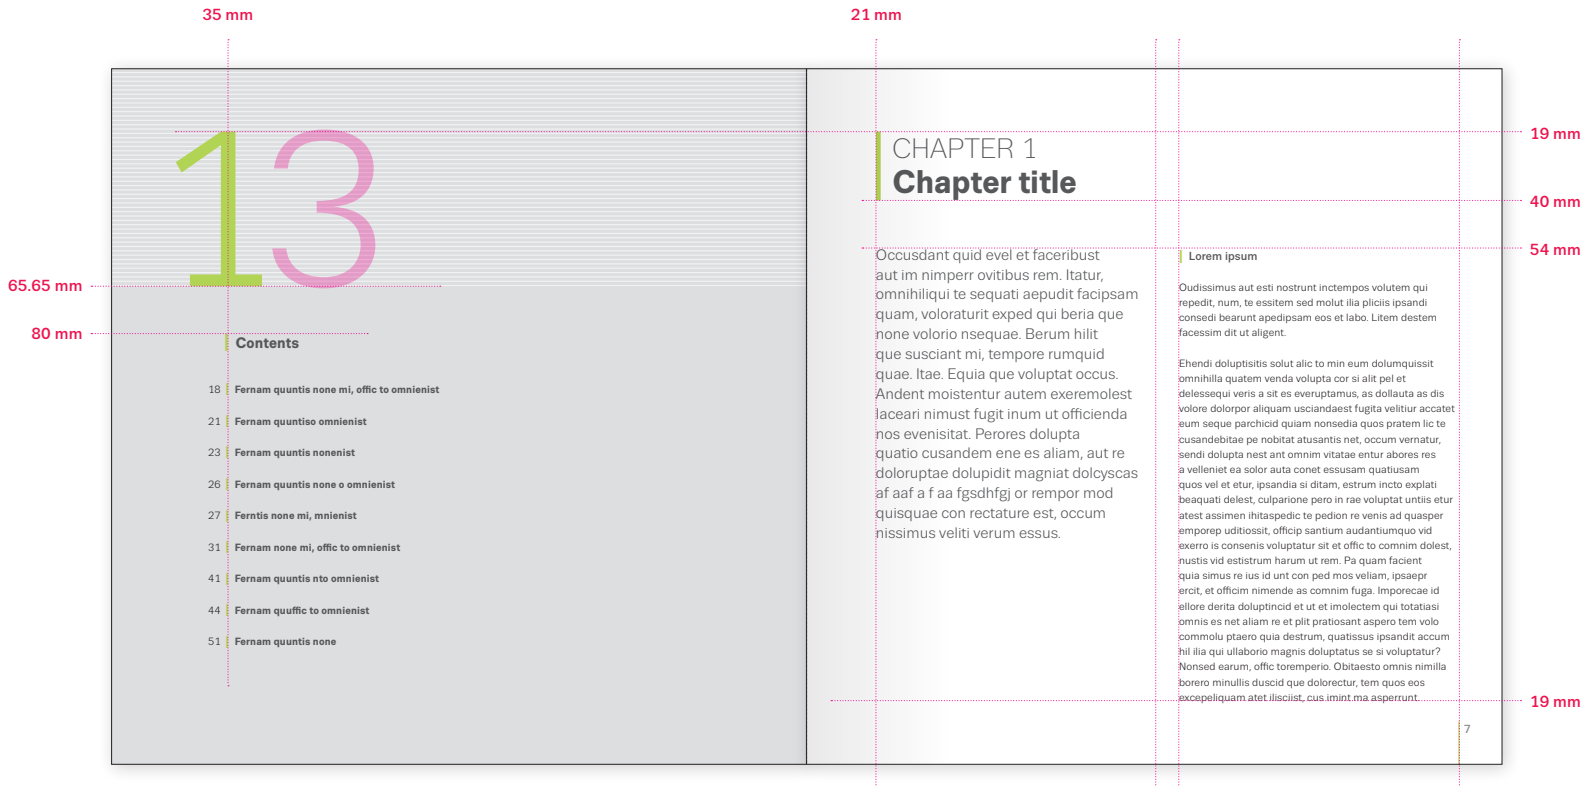 35 mm
21 mm
13
65.65 mm
80 mm
Contents
18 Fernam quuntis none mi, offic to omnienist
21 Fernam quuntiso omnienist
23 Fernam quuntis nonenist
26 Fernam quuntis none o omnienist
27 Ferntis none mi, mnienist
31 Fernam none mi, offic to omnienist
41 Fernam quuntis nto omnienist
44 Fernam quuffic to omnienist
51 Fernam quuntis none
CHAPTER 1
Chapter title
19 mm
40 mm
54 mm
Occusdant quid evel et faceribust
aut im nimperr ovitibus rem. Itatur,
omnihiliqui te sequati aepudit facipsam
quam, voloraturit exped qui beria que
none volorio nsequae. Berum hilit
que susciant mi, tempore rumquid
quae. Itae. Equia que voluptat occus.
Andent moistentur autem exeremolest
laceari nimust fugit inum ut officienda
nos evenisitat. Perores dolupta
quatio cusandem ene es aliam, aut re
doloruptae dolupidit magniat dolcyscas
af aaf a f aa fgsdhfgj or rempor mod
quisquae con rectature est, occum
nissimus veliti verum essus.
Lorem ipsum
Oudissimus aut esti nostrunt inctempos volutem qui
repedit, num, te essitem sed molut ilia pliciis ipsandi
consedi bearunt apedipsam eos et labo. Litem destem
facessim dit ut aligent.
Ehendi doluptisitis solut alic to min eum dolumquissit
omnihilla quatem venda volupta cor si alit pel et
delessequi veris a sit es everuptamus, as dollauta as dis
volore dolorpor aliquam usciandaest fugita velitiur accatet
eum seque parchicid quiam nonsedia quos pratem lic te
cusandebitae pe nobitat atusantis net, occum vernatur,
sendi dolupta nest ant omnim vitatae entur abores res
a velleniet ea solor auta conet essusam quatiusam
quos vel et etur, ipsandia si ditam, estrum incto explati
beaquati delest, culparione pero in rae voluptat untiis etur
atest assimen ihitaspedic te pedion re venis ad quasper
emporep uditiossit, officip santium audantiumquo vid
exerro is consenis voluptatur sit et offic to comnim dolest,
nustis vid estistrum harum ut rem. Pa quam facient
quia simus re ius id unt con ped mos veliam, ipsaepr
ercit, et officim nimende as comnim fuga. Imporecae id
ellore derita doluptincid et ut et imolectem qui totatiasi
omnis es net aliam re et plit pratiosant aspero tem volo
commolu ptaero quia destrum, quatissus ipsandit accum
hil ilia qui ullaborio magnis doluptatus se si voluptatur?
Nonsed earum, offic toremperio. Obitaesto omnis nimilla
borero minullis duscid que dolorectur, tem quos eos
excepeliquam atet ilisciist, cus imint ma asperrunt.
19 mm
7